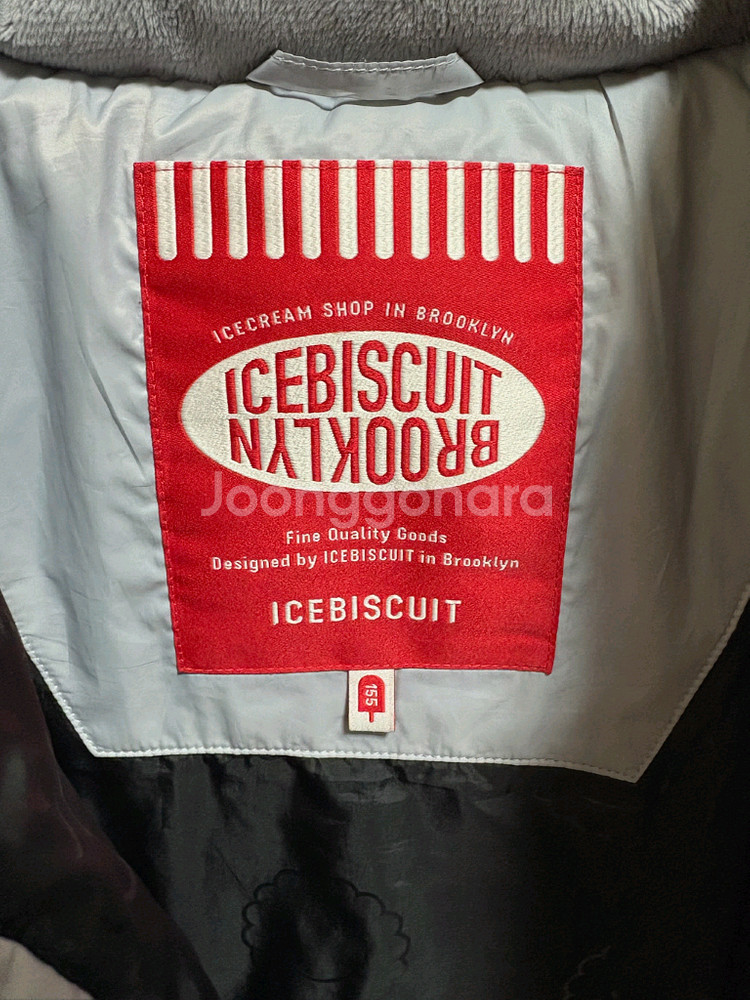 ICECREAM SHOP IN BROOKLYN
ICEBISCUIT
BROOKLYN
Joonggonara
Fine Quality Goods
Designed by ICEBISCUIT in Brooklyn
ICEBISCUIT
155